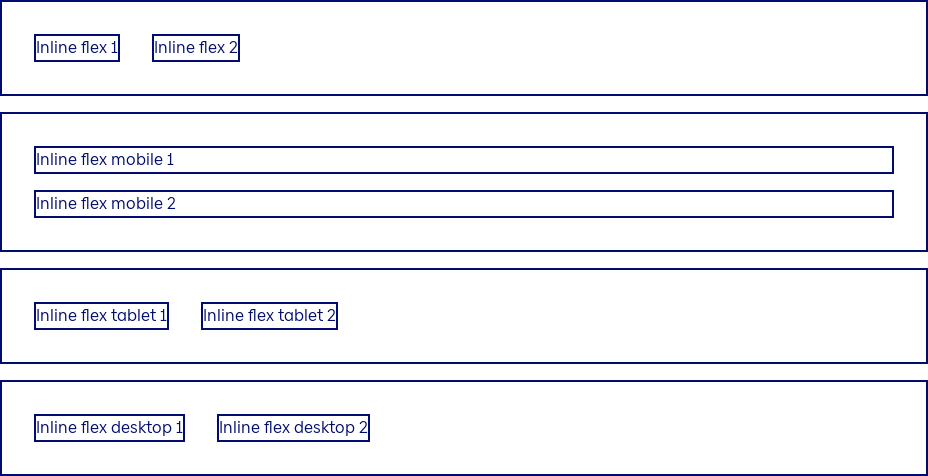 Inline flex 1 Inline flex 2
Inline flex mobile 1
Inline flex mobile 2
Inline flex tablet 1 Inline flex tablet 2
Inline flex desktop 1 Inline flex desktop 2